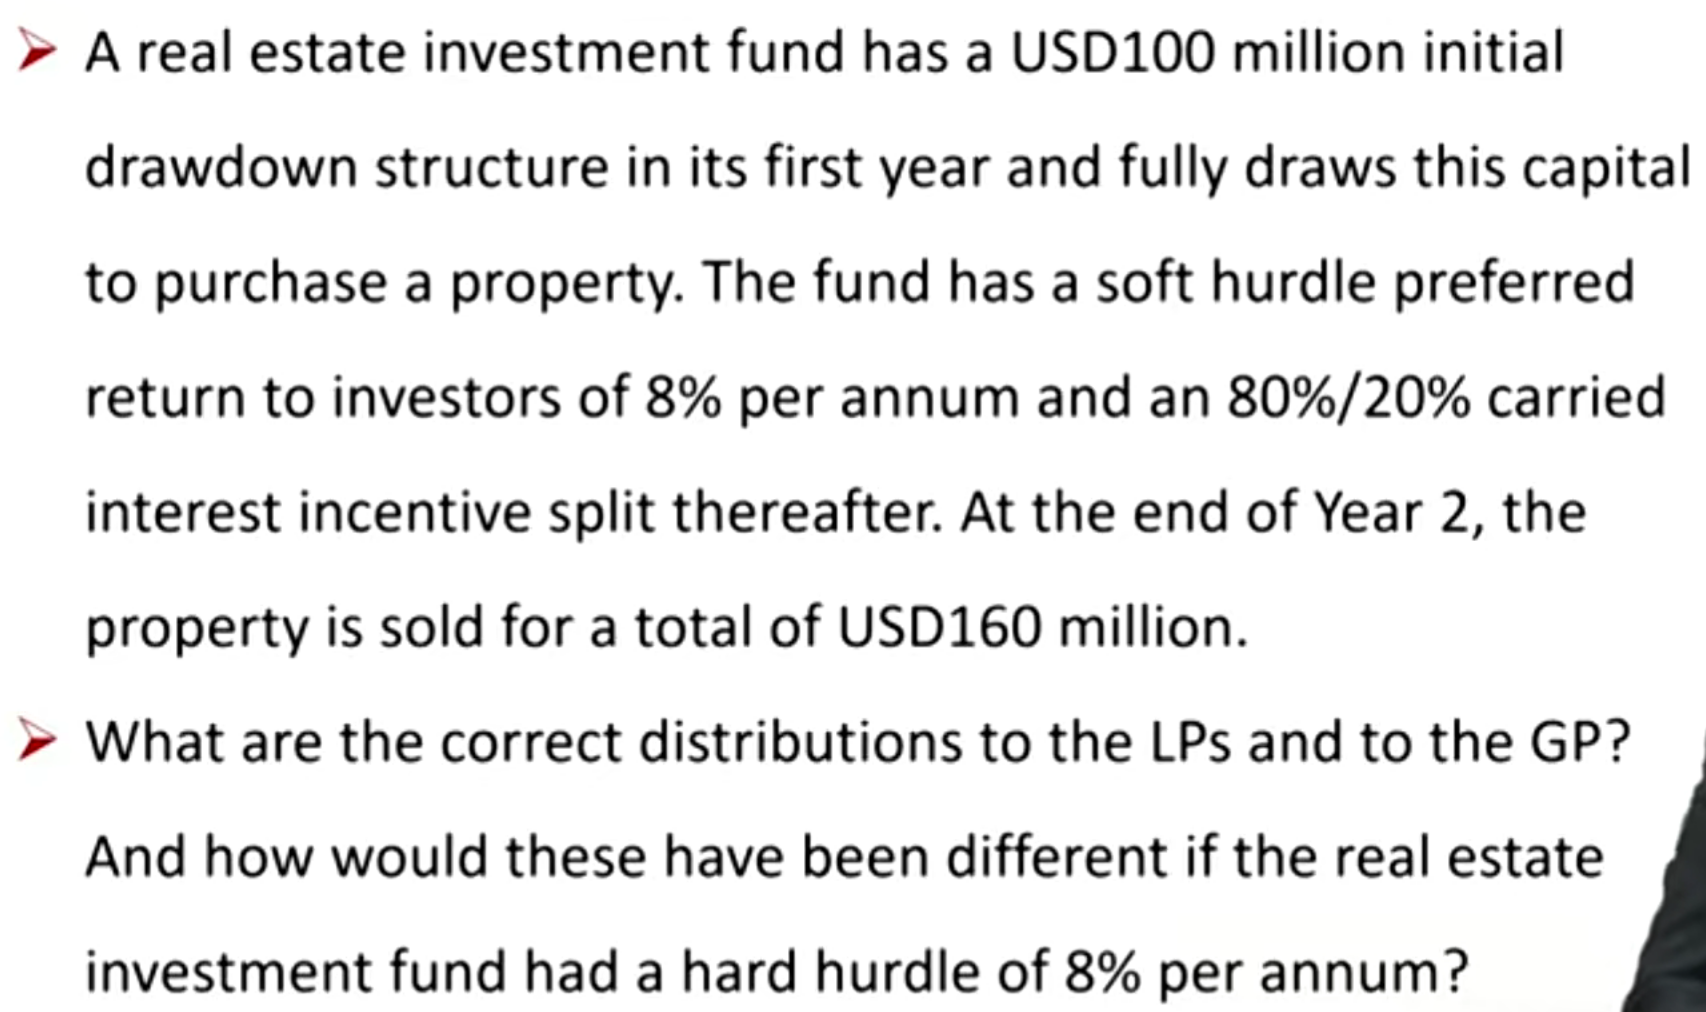 A real estate investment fund has a USD100 million initial
drawdown structure in its first year and fully draws this capital
to purchase a property. The fund has a soft hurdle preferred
return to investors of 8% per annum and an 80%/20% carried
interest incentive split thereafter. At the end of Year 2, the
property is sold for a total of USD160 million.
What are the correct distributions to the LPs and to the GP?
And how would these have been different if the real estate
investment fund had a hard hurdle of 8% per annum?